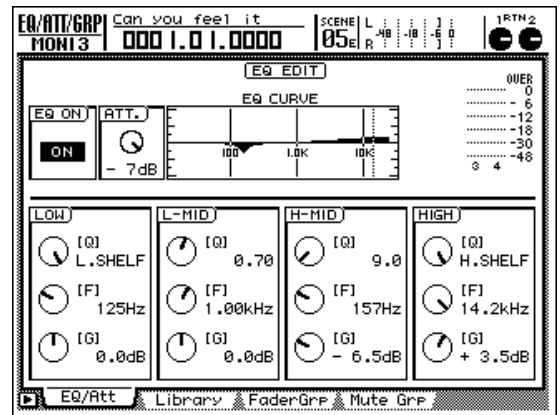 EQ/ATT/GRP Can you feel it SCENE L R -48 -18 -6 0 1RTN2
MONI3 0001.01.0000 05E
EQ EDIT
OVER
0
- 6
-12
-18
-30
-48
3 4
EQ ON ATT. EQ CURVE
ON
- 7dB
100 1.0K 10K
LOW L-MID H-MID HIGH
[Q] [Q] [Q] [Q]
L.SHELF 0.70 9.0 H.SHELF
[F] [F] [F] [F]
125Hz 1.00kHz 157Hz 14.2kHz
[G] [G] [G] [G]
0.0dB 0.0dB - 6.5dB + 3.5dB
EQ/Att Library FaderGrp Mute Grp